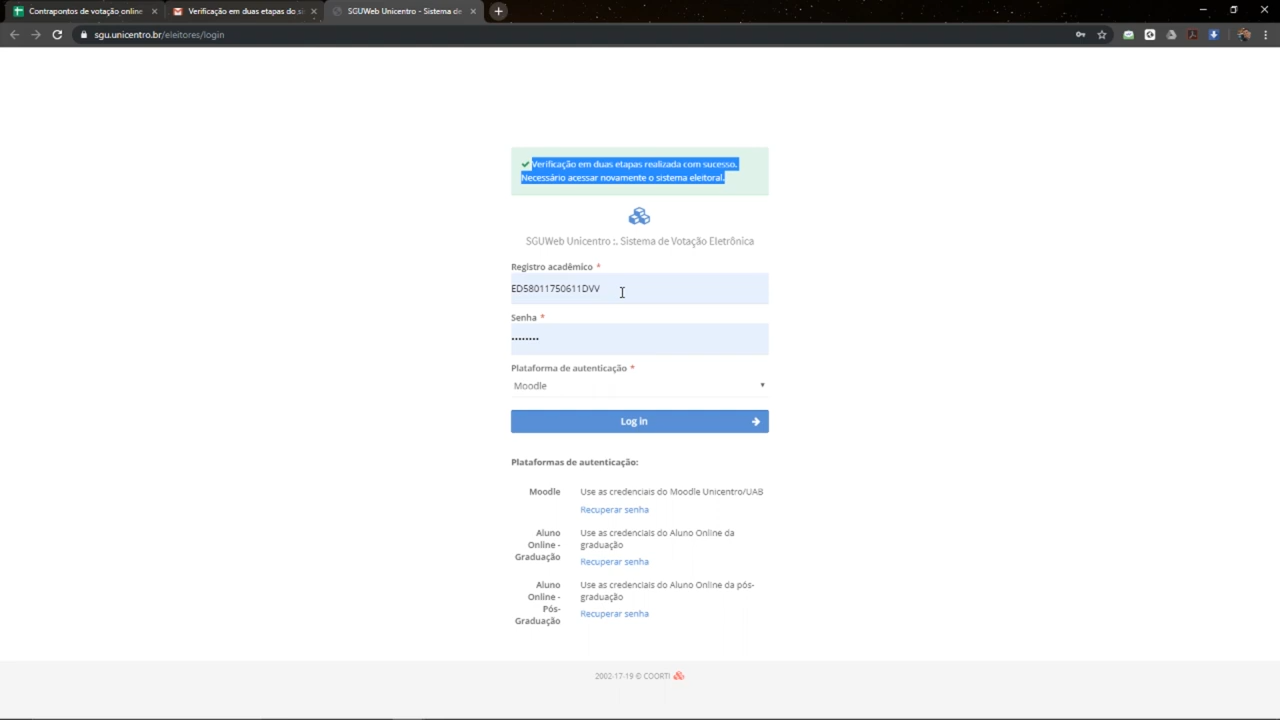 Contrapontos de votação online
Verificação em duas etapas do si
SGUWeb Unicentro - Sistema de
sgu.unicentro.br/eleitores/login
Verificação em duas etapas realizada com sucesso.
Necessário acessar novamente o sistema eleitoral.
SGUWeb Unicentro :. Sistema de Votação Eletrônica
Registro acadêmico *
ED58011750611DVV
Senha *
••••••••
Plataforma de autenticação *
Moodle
Log in
Plataformas de autenticação:
Moodle
Use as credenciais do Moodle Unicentro/UAB
Recuperar senha
Aluno
Online -
Graduação
Use as credenciais do Aluno Online da
graduação
Recuperar senha
Aluno
Online -
Pós-
Graduação
Use as credenciais do Aluno Online da pós-
graduação
Recuperar senha
2002-17-19 © COORTI